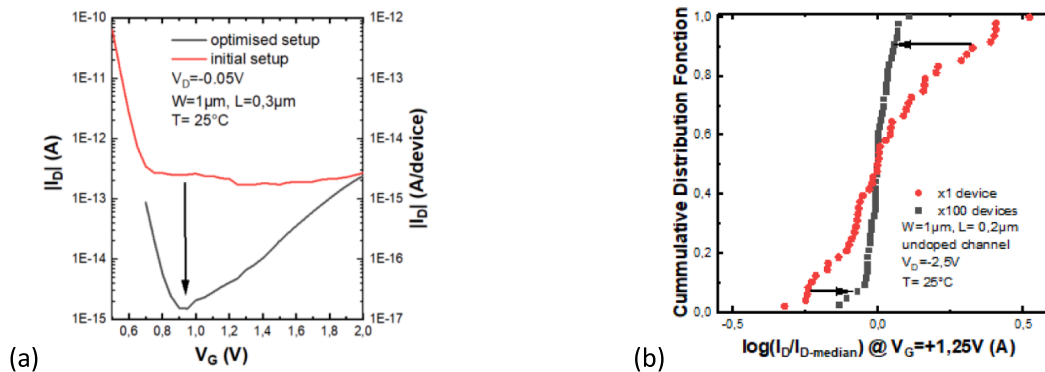 1E-10
1E-11
1E-12
1E-13
1E-14
1E-15
|I_D| (A)
optimised setup
initial setup
V_D=-0.05V
W=1µm, L=0,3µm
T= 25°C
1E-12
1E-13
1E-14
1E-15
1E-16
1E-17
|I_D| (A/device)
0,6 0,8 1,0 1,2 1,4 1,6 1,8 2,0
V_G (V)
(a)
Cummulative Distribution Fonction
1,0
0,8
0,6
0,4
0,2
0,0
x1 device
x100 devices
W=1µm, L= 0,2µm
undoped channel
V_D=-2,5V
T= 25°C
-0,5 0,0 0,5
log(I_D/I_D-median) @ V_G=+1,25V (A)
(b)